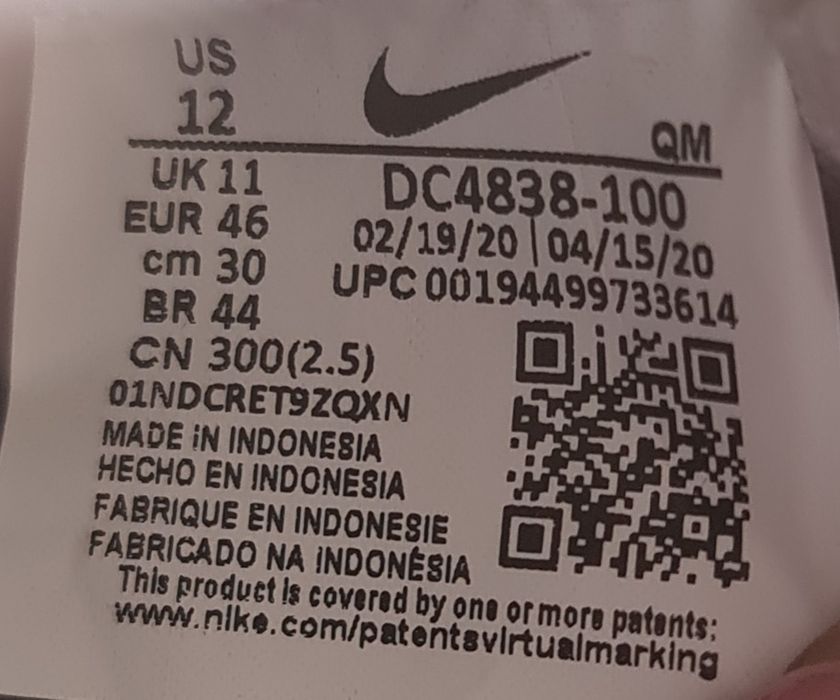 US
12
QM
UK 11
EUR 46
cm 30
BR 44
CN 300(2.5)
DC4838-100
02/19/20 | 04/15/20
UPC 00194499733614
01NDCRET9ZQXN
MADE iN INDONESIA
HECHO EN INDONESIA
FABRIQUE EN INDONESIE
FABRICADO NA INDONÉSIA
This product is covered by one or more patents:
www.nike.com/patentsvirtualmarking